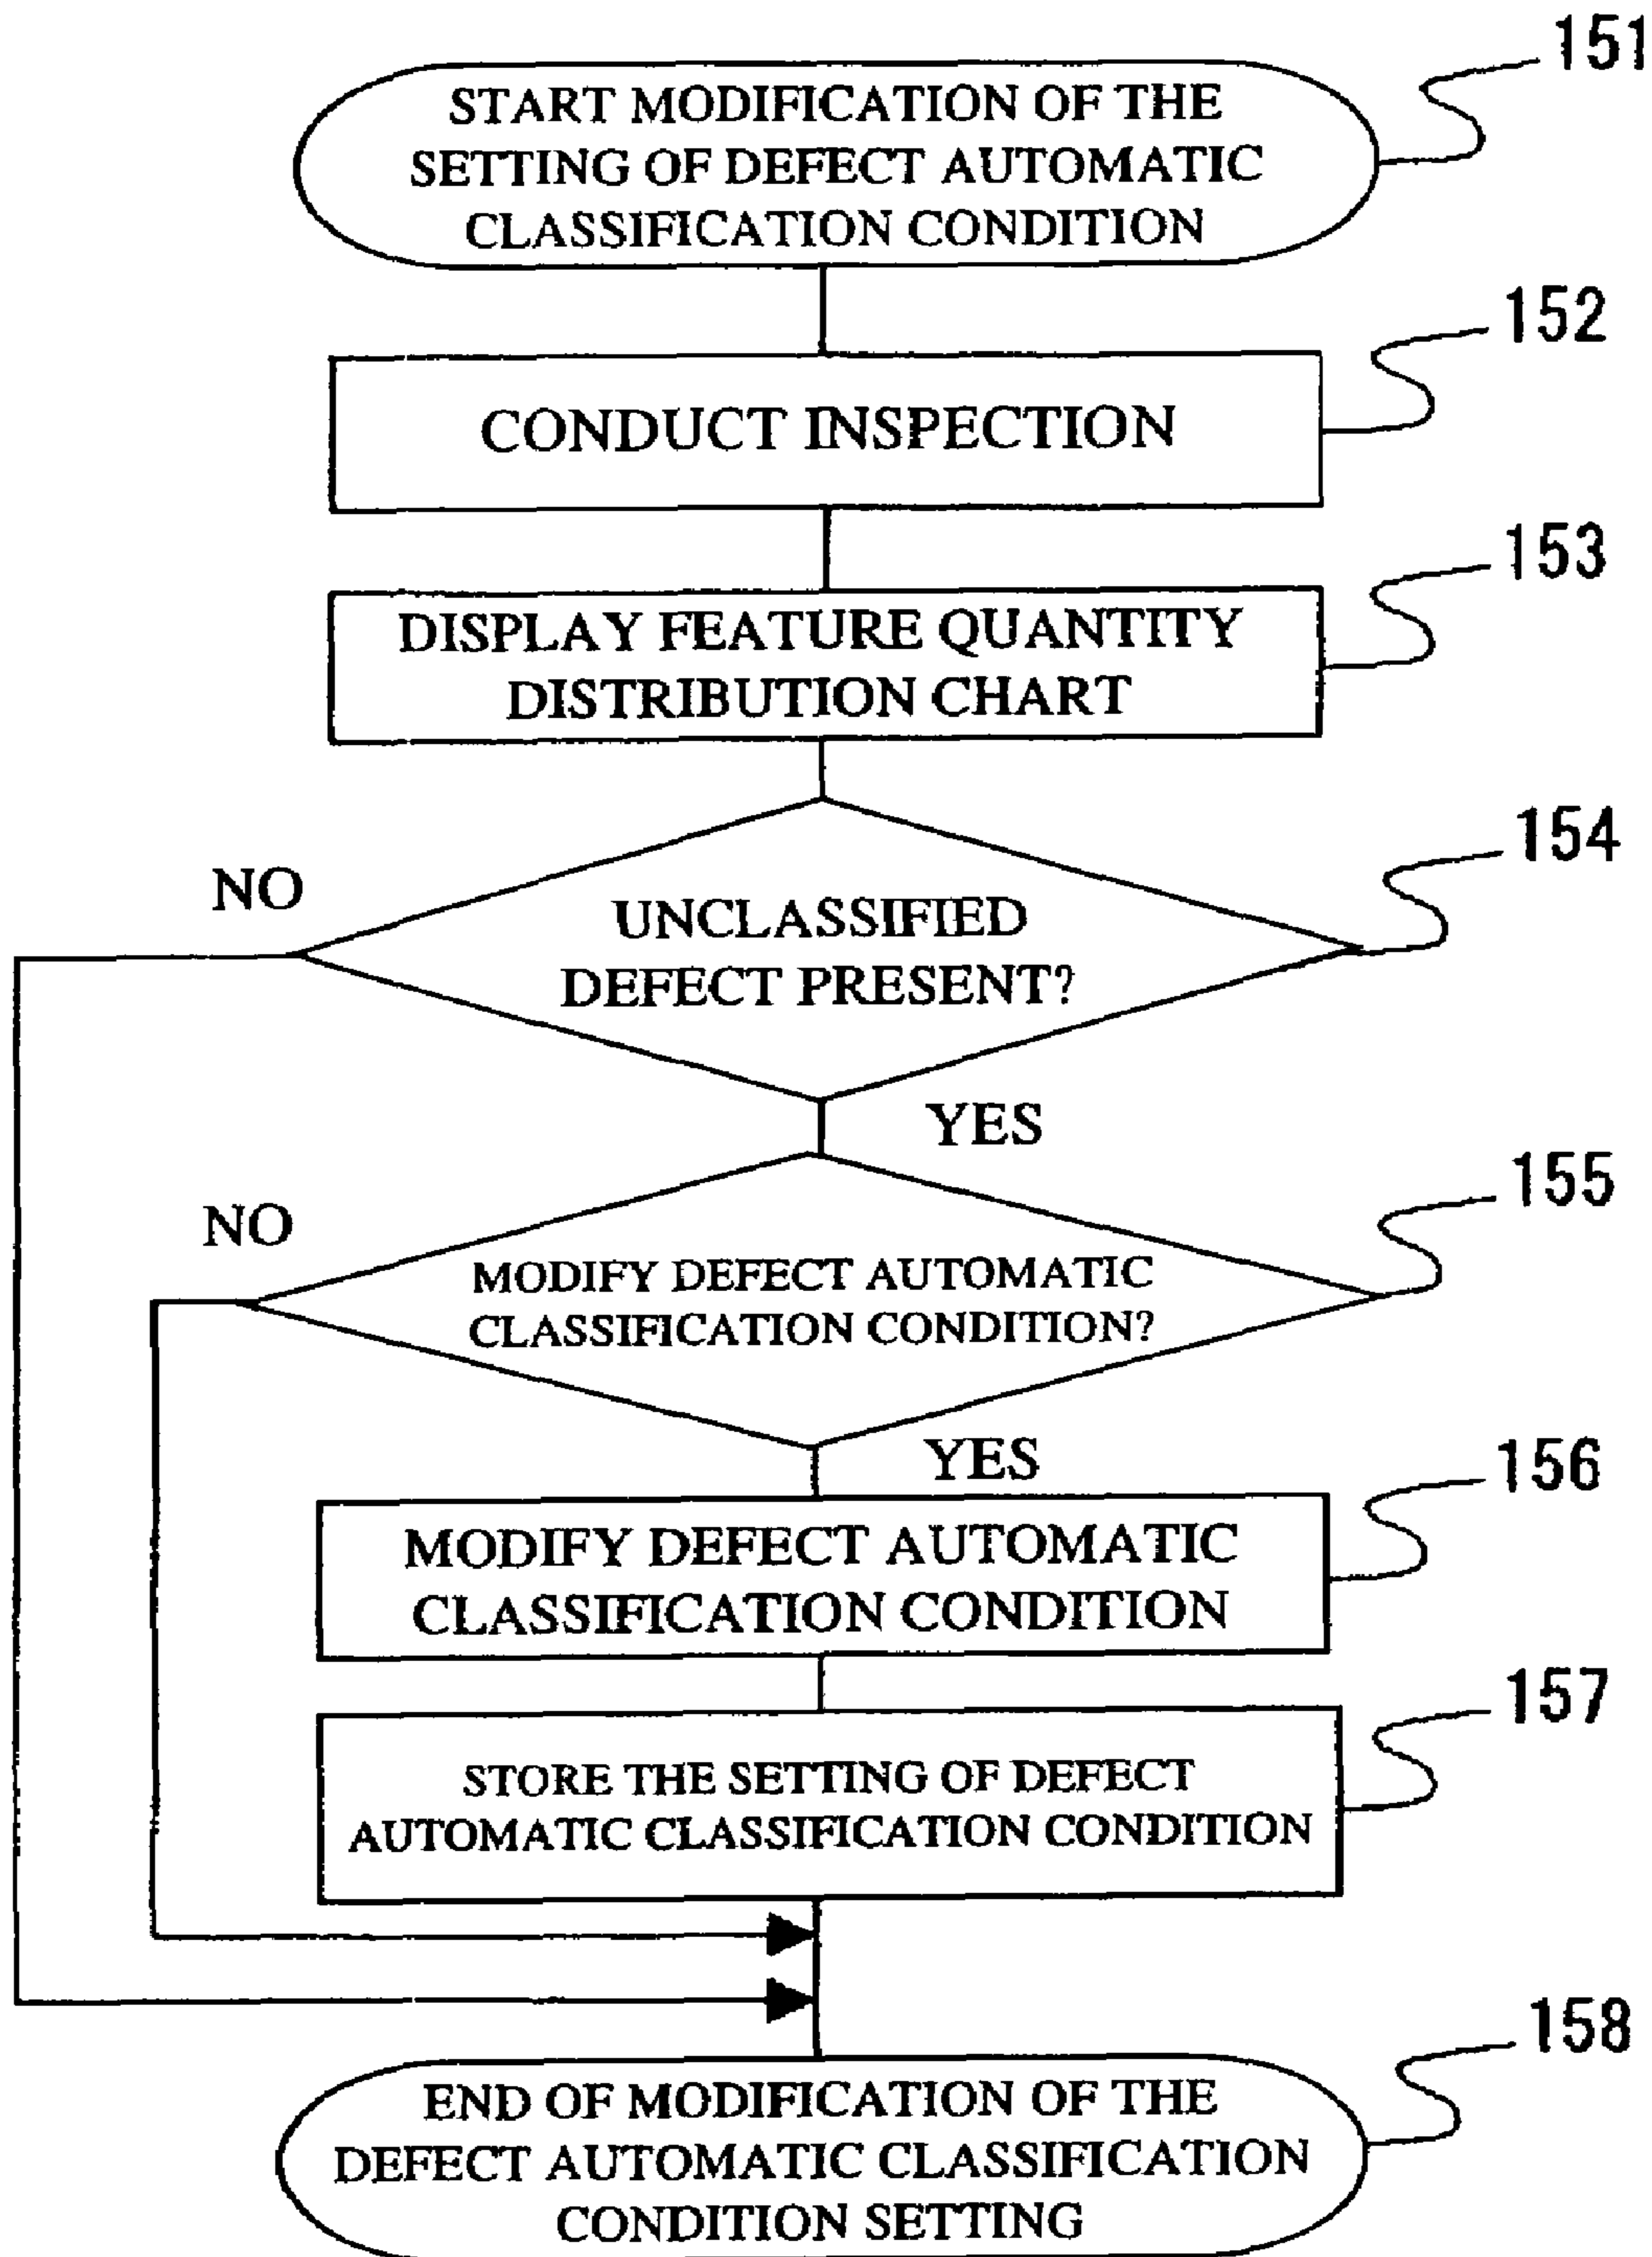 151
START MODIFICATION OF THE
SETTING OF DEFECT AUTOMATIC
CLASSIFICATION CONDITION
152
CONDUCT INSPECTION
153
DISPLAY FEATURE QUANTITY
DISTRIBUTION CHART
154
NO
UNCLASSIFIED
DEFECT PRESENT?
YES
155
NO
MODIFY DEFECT AUTOMATIC
CLASSIFICATION CONDITION?
YES
156
MODIFY DEFECT AUTOMATIC
CLASSIFICATION CONDITION
157
STORE THE SETTING OF DEFECT
AUTOMATIC CLASSIFICATION CONDITION
158
END OF MODIFICATION OF THE
DEFECT AUTOMATIC CLASSIFICATION
CONDITION SETTING